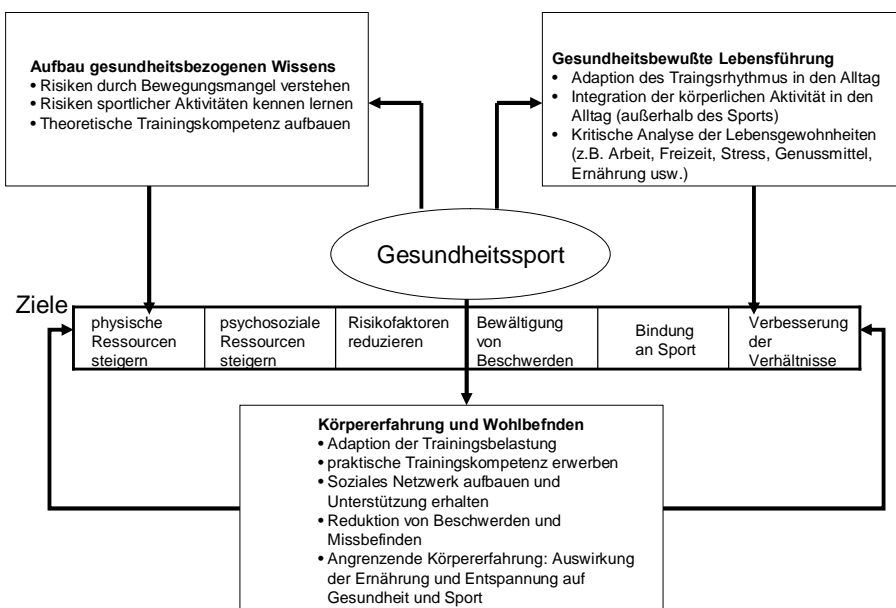 Aufbau gesundheitsbezogenen Wissens
• Risiken durch Bewegungsmangel verstehen
• Risiken sportlicher Aktivitäten kennen lernen
• Theoretische Trainingskompetenz aufbauen
Gesundheitsbewußte Lebensführung
• Adaption des Traingsrhythmus in den Alltag
• Integration der körperlichen Aktivität in den
Alltag (außerhalb des Sports)
• Kritische Analyse der Lebensgewohnheiten
(z.B. Arbeit, Freizeit, Stress, Genussmittel,
Ernährung usw.)
Gesundheitssport
Ziele
physische
Ressourcen
steigern
psychosoziale
Ressourcen
steigern
Risikofaktoren
reduzieren
Bewältigung
von
Beschwerden
Bindung
an Sport
Verbesserung
der
Verhältnisse
Körpererfahrung und Wohlbefnden
• Adaption der Trainingsbelastung
• praktische Trainingskompetenz erwerben
• Soziales Netzwerk aufbauen und
Unterstützung erhalten
• Reduktion von Beschwerden und
Missbefinden
• Angrenzende Körpererfahrung: Auswirkung
der Ernährung und Entspannung auf
Gesundheit und Sport